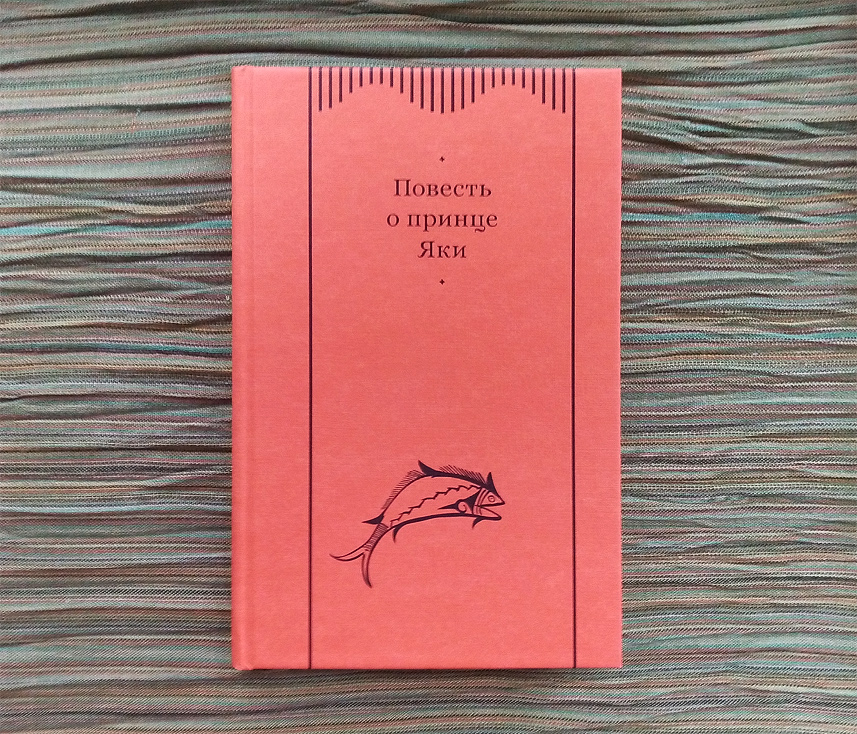 Повесть
о принце
Яки